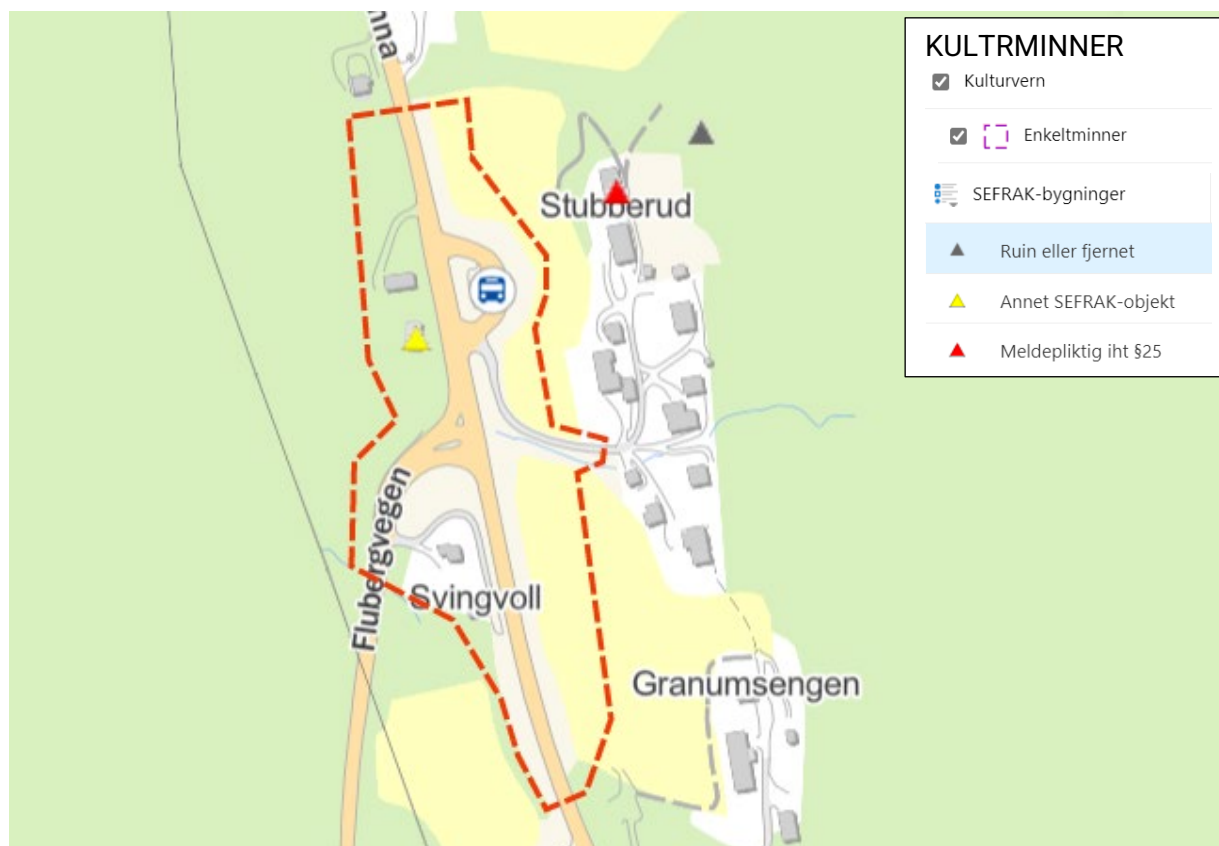 nna
Stubberud
Flubergvegen
Svingvoll
Granumsengen
KULTRMINNER
Kulturvern
Enkeltminner
SEFRAK-bygninger
Ruin eller fjernet
Annet SEFRAK-objekt
Meldepliktig iht §25